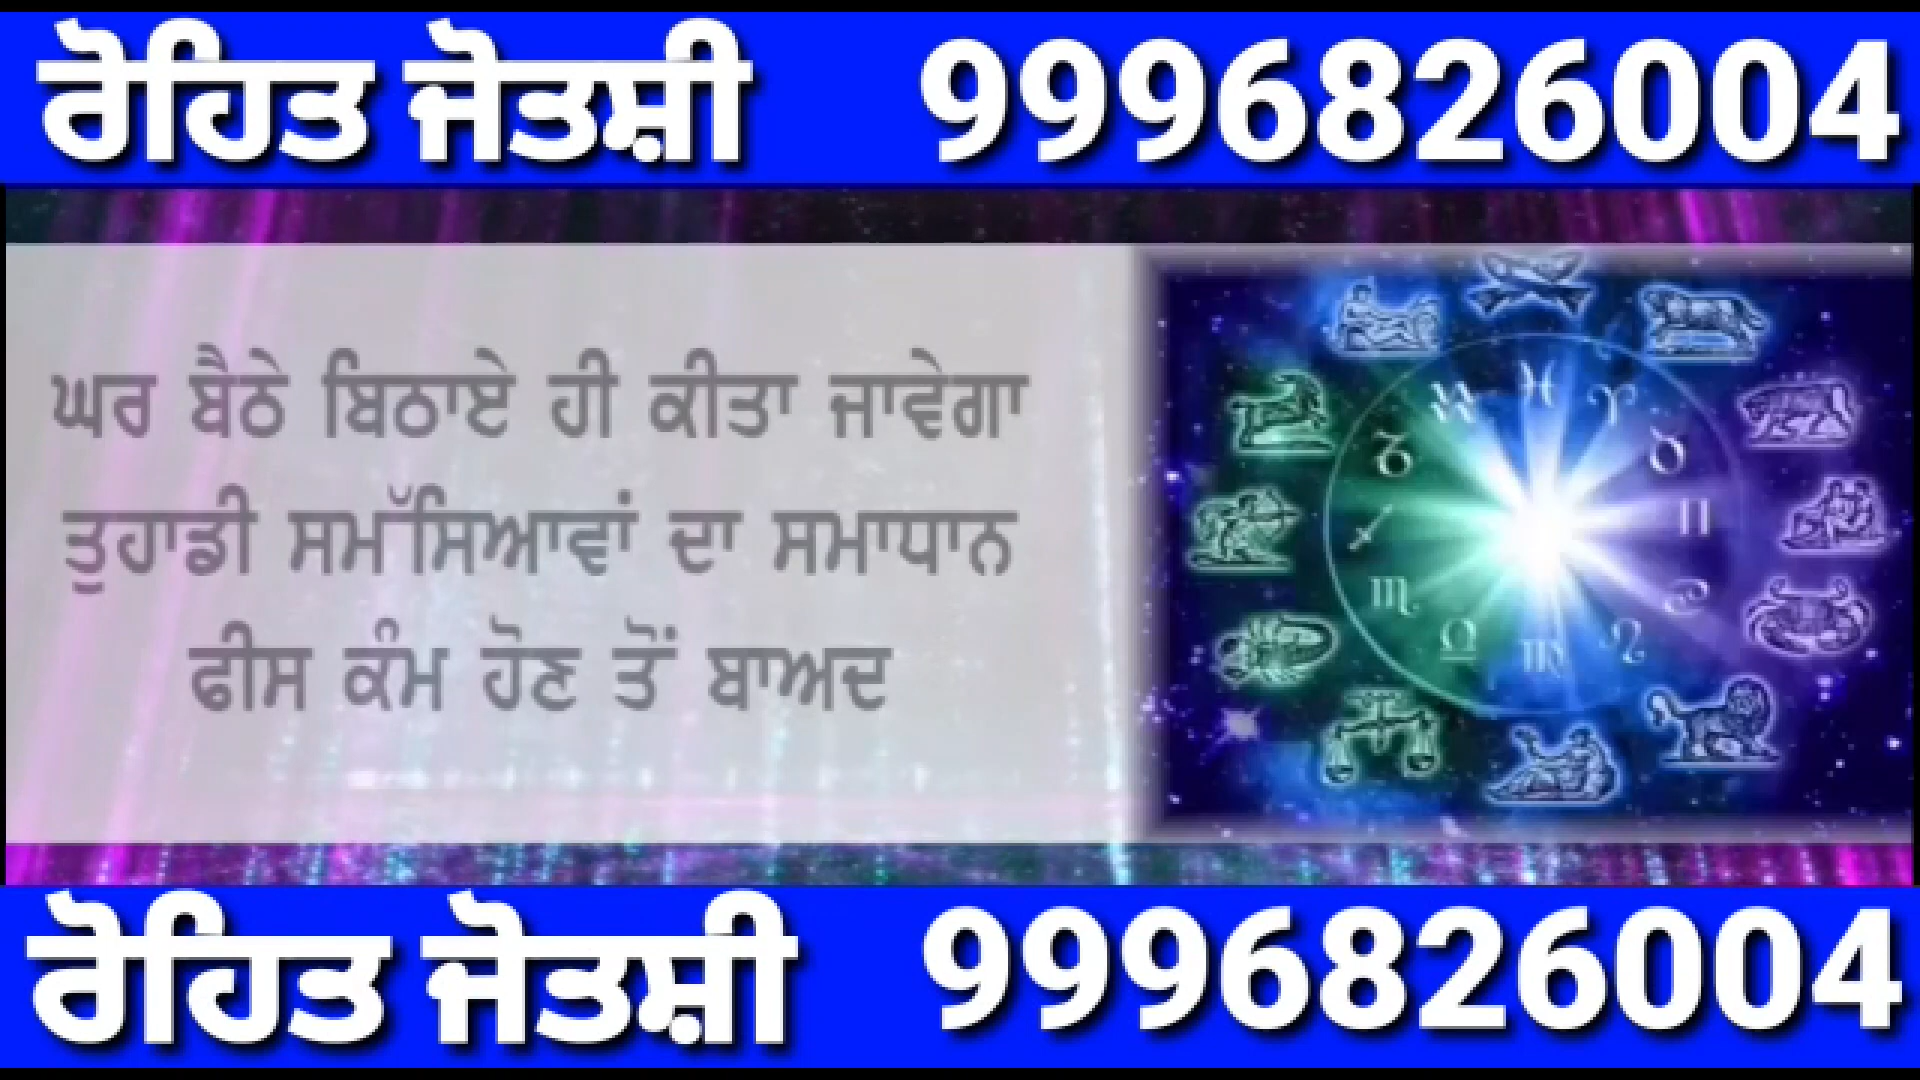 ਰੋਹਿਤ ਜੋਤਸ਼ੀ 9996826004
ਘਰ ਬੈਠੇ ਬਿਠਾਏ ਹੀ ਕੀਤਾ ਜਾਵੇਗਾ
ਤੁਹਾਡੀ ਸਮੱਸਿਆਵਾਂ ਦਾ ਸਮਾਧਾਨ
ਫੀਸ ਕੰਮ ਹੋਣ ਤੋਂ ਬਾਅਦ
ਰੋਹਿਤ ਜੋਤਸ਼ੀ 9996826004